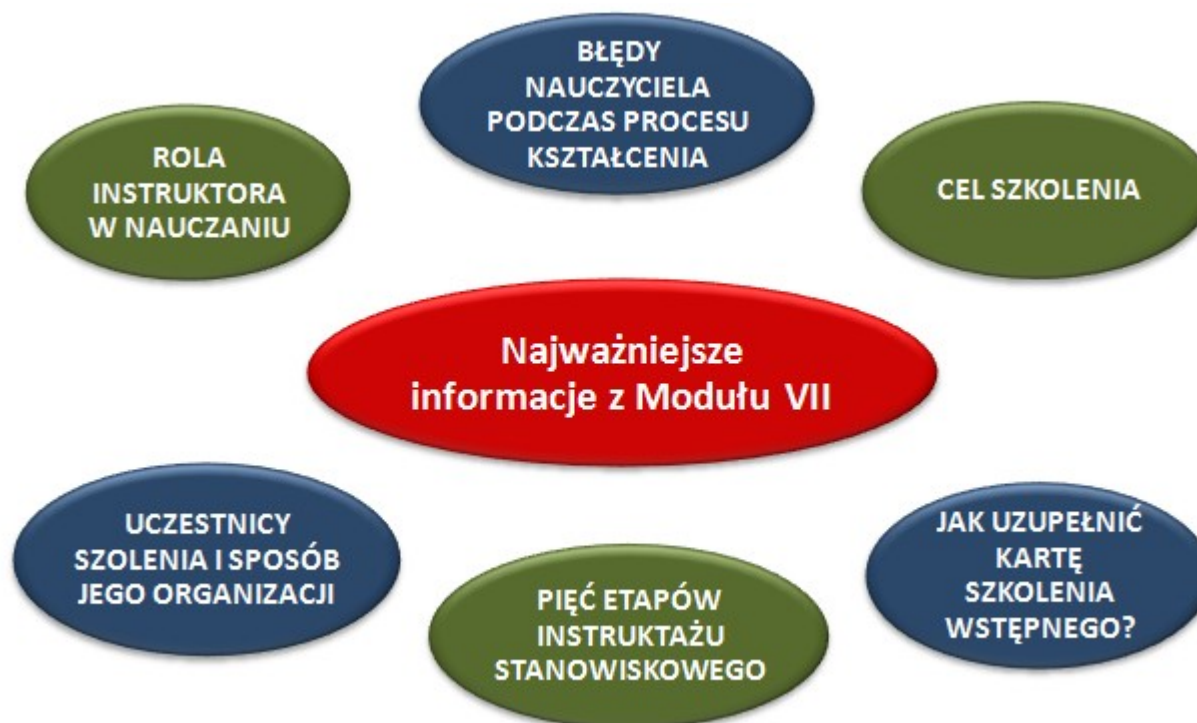 BŁĘDY
NAUCZYCIELA
PODCZAS PROCESU
KSZTAŁCENIA
ROLA
INSTRUKTORA
W NAUCZANIU
CEL SZKOLENIA
Najważniejsze
informacje z Modułu VII
UCZESTNICY
SZOLENIA I SPOSÓB
JEGO ORGANIZACJI
PIĘĆ ETAPÓW
INSTRUKTAŻU
STANOWISKOWEGO
JAK UZUPEŁNIĆ
KARTĘ
SZKOLENIA
WSTĘPNEGO?